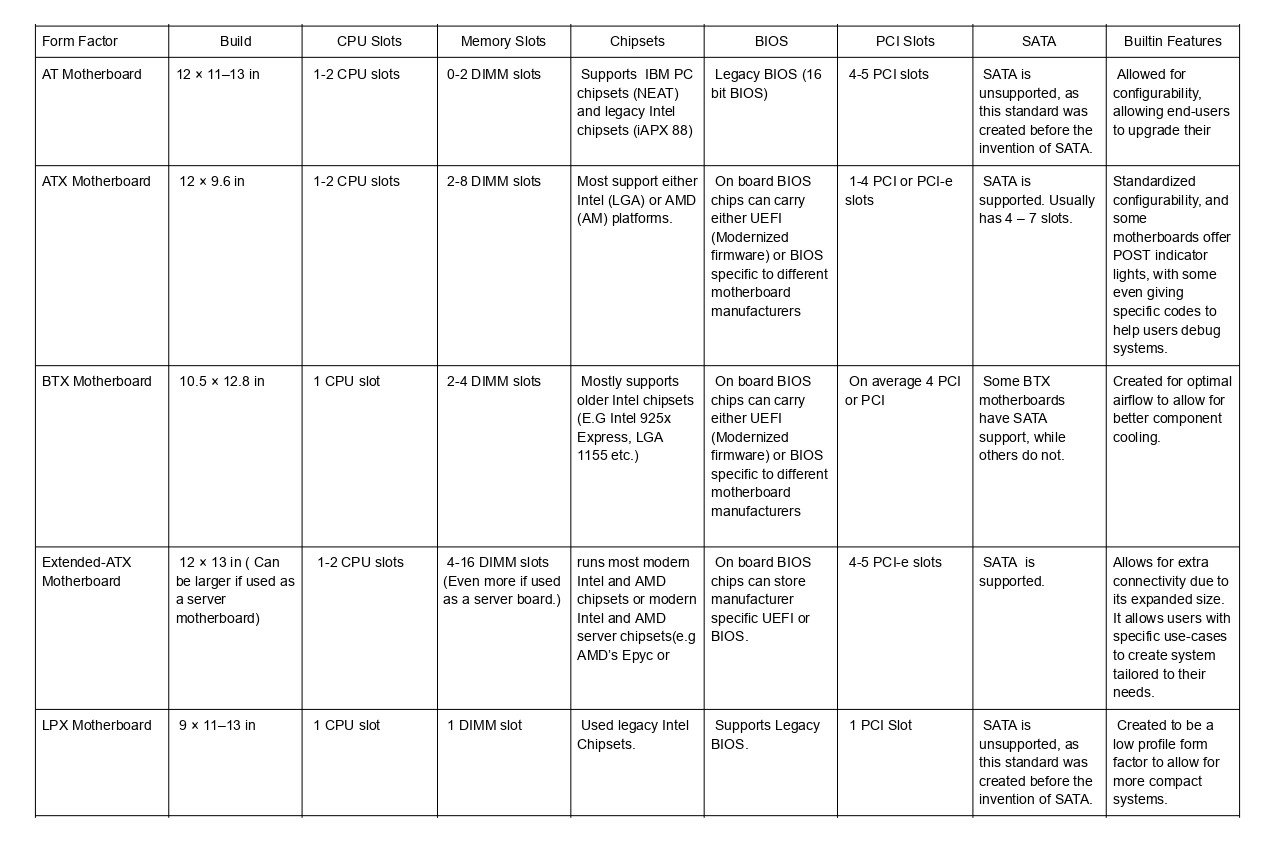 Form Factor
Build
CPU Slots
Memory Slots
Chipsets
BIOS
PCI Slots
SATA
Builtin Features
AT Motherboard
12 × 11–13 in
1-2 CPU slots
0-2 DIMM slots
Supports IBM PC
chipsets (NEAT)
and legacy Intel
chipsets (iAPX 88)
Legacy BIOS (16
bit BIOS)
4-5 PCI slots
SATA is
unsupported, as
this standard was
created before the
invention of SATA.
Allowed for
configurability,
allowing end-users
to upgrade their
ATX Motherboard
12 × 9.6 in
1-2 CPU slots
2-8 DIMM slots
Most support either
Intel (LGA) or AMD
(AM) platforms.
On board BIOS
chips can carry
either UEFI
(Modernized
firmware) or BIOS
specific to different
motherboard
manufacturers
1-4 PCI or PCI-e
slots
SATA is
supported. Usually
has 4 – 7 slots.
Standardized
configurability, and
some
motherboards offer
POST indicator
lights, with some
even giving
specific codes to
help users debug
systems.
BTX Motherboard
10.5 × 12.8 in
1 CPU slot
2-4 DIMM slots
Mostly supports
older Intel chipsets
(E.G Intel 925x
Express, LGA
1155 etc.)
On board BIOS
chips can carry
either UEFI
(Modernized
firmware) or BIOS
specific to different
motherboard
manufacturers
On average 4 PCI
or PCI
Some BTX
motherboards
have SATA
support, while
others do not.
Created for optimal
airflow to allow for
better component
cooling.
Extended-ATX
Motherboard
12 × 13 in ( Can
be larger if used as
a server
motherboard)
1-2 CPU slots
4-16 DIMM slots
(Even more if used
as a server board.)
runs most modern
Intel and AMD
chipsets or modern
Intel and AMD
server chipsets(e.g
AMD's Epyc or
On board BIOS
chips can store
manufacturer
specific UEFI or
BIOS.
4-5 PCI-e slots
SATA is
supported.
Allows for extra
connectivity due to
its expanded size.
It allows users with
specific use-cases
to create system
tailored to their
needs.
LPX Motherboard
9 × 11–13 in
1 CPU slot
1 DIMM slot
Used legacy Intel
Chipsets.
Supports Legacy
BIOS.
1 PCI Slot
SATA is
unsupported, as
this standard was
created before the
invention of SATA.
Created to be a
low profile form
factor to allow for
more compact
systems.